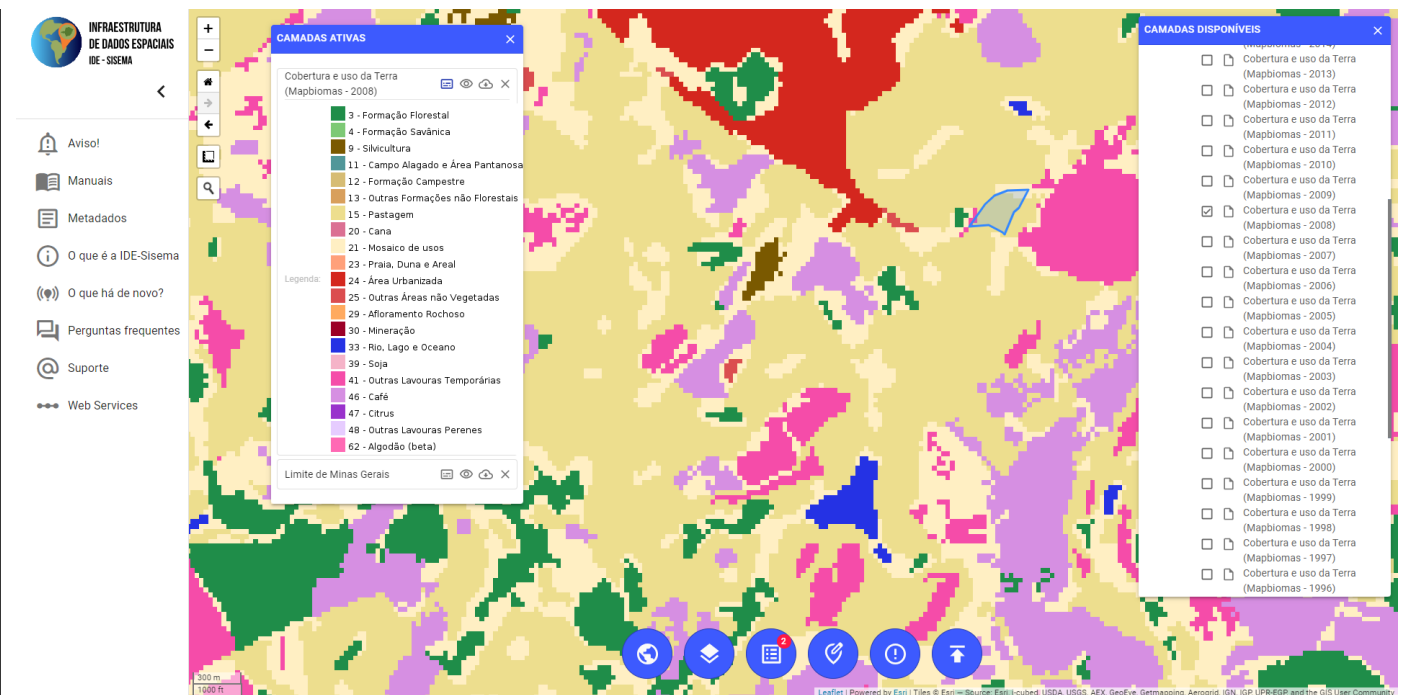 INFRAESTRUTURA
DE DADOS ESPACIAIS
IDE - SISEMA
Aviso!
Manuais
Metadados
O que é a IDE-Sisema
O que há de novo?
Perguntas frequentes
Suporte
Web Services
+
−
CAMADAS ATIVAS
Cobertura e uso da Terra
(Mapbiomas - 2008)
Legenda:
3 - Formação Florestal
4 - Formação Savânica
9 - Silvicultura
11 - Campo Alagado e Área Pantanosa
12 - Formação Campestre
13 - Outras Formações não Florestais
15 - Pastagem
20 - Cana
21 - Mosaico de usos
23 - Praia, Duna e Areal
24 - Área Urbanizada
25 - Outras Áreas não Vegetadas
29 - Afloramento Rochoso
30 - Mineração
33 - Rio, Lago e Oceano
39 - Soja
41 - Outras Lavouras Temporárias
46 - Café
47 - Citrus
48 - Outras Lavouras Perenes
62 - Algodão (beta)
Limite de Minas Gerais
CAMADAS DISPONÍVEIS
(Mapbiomas - 2014)
Cobertura e uso da Terra
(Mapbiomas - 2013)
Cobertura e uso da Terra
(Mapbiomas - 2012)
Cobertura e uso da Terra
(Mapbiomas - 2011)
Cobertura e uso da Terra
(Mapbiomas - 2010)
Cobertura e uso da Terra
(Mapbiomas - 2009)
Cobertura e uso da Terra
(Mapbiomas - 2008)
Cobertura e uso da Terra
(Mapbiomas - 2007)
Cobertura e uso da Terra
(Mapbiomas - 2006)
Cobertura e uso da Terra
(Mapbiomas - 2005)
Cobertura e uso da Terra
(Mapbiomas - 2004)
Cobertura e uso da Terra
(Mapbiomas - 2003)
Cobertura e uso da Terra
(Mapbiomas - 2002)
Cobertura e uso da Terra
(Mapbiomas - 2001)
Cobertura e uso da Terra
(Mapbiomas - 2000)
Cobertura e uso da Terra
(Mapbiomas - 1999)
Cobertura e uso da Terra
(Mapbiomas - 1998)
Cobertura e uso da Terra
(Mapbiomas - 1997)
Cobertura e uso da Terra
(Mapbiomas - 1996)
2
300 m
1000 ft
Leaflet | Powered by Esri | Tiles © Esri — Source: Esri, i-cubed, USDA, USGS, AEX, GeoEye, Getmapping, Aerogrid, IGN, IGP, UPR-EGP, and the GIS User Community